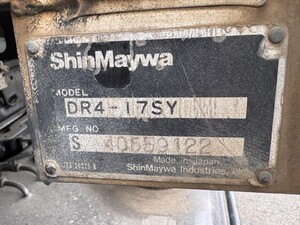 ShinMaywa
MODEL
DR4-17SY
MFG NO
S 40659122
Made in Japan
ShinMaywa Industries,